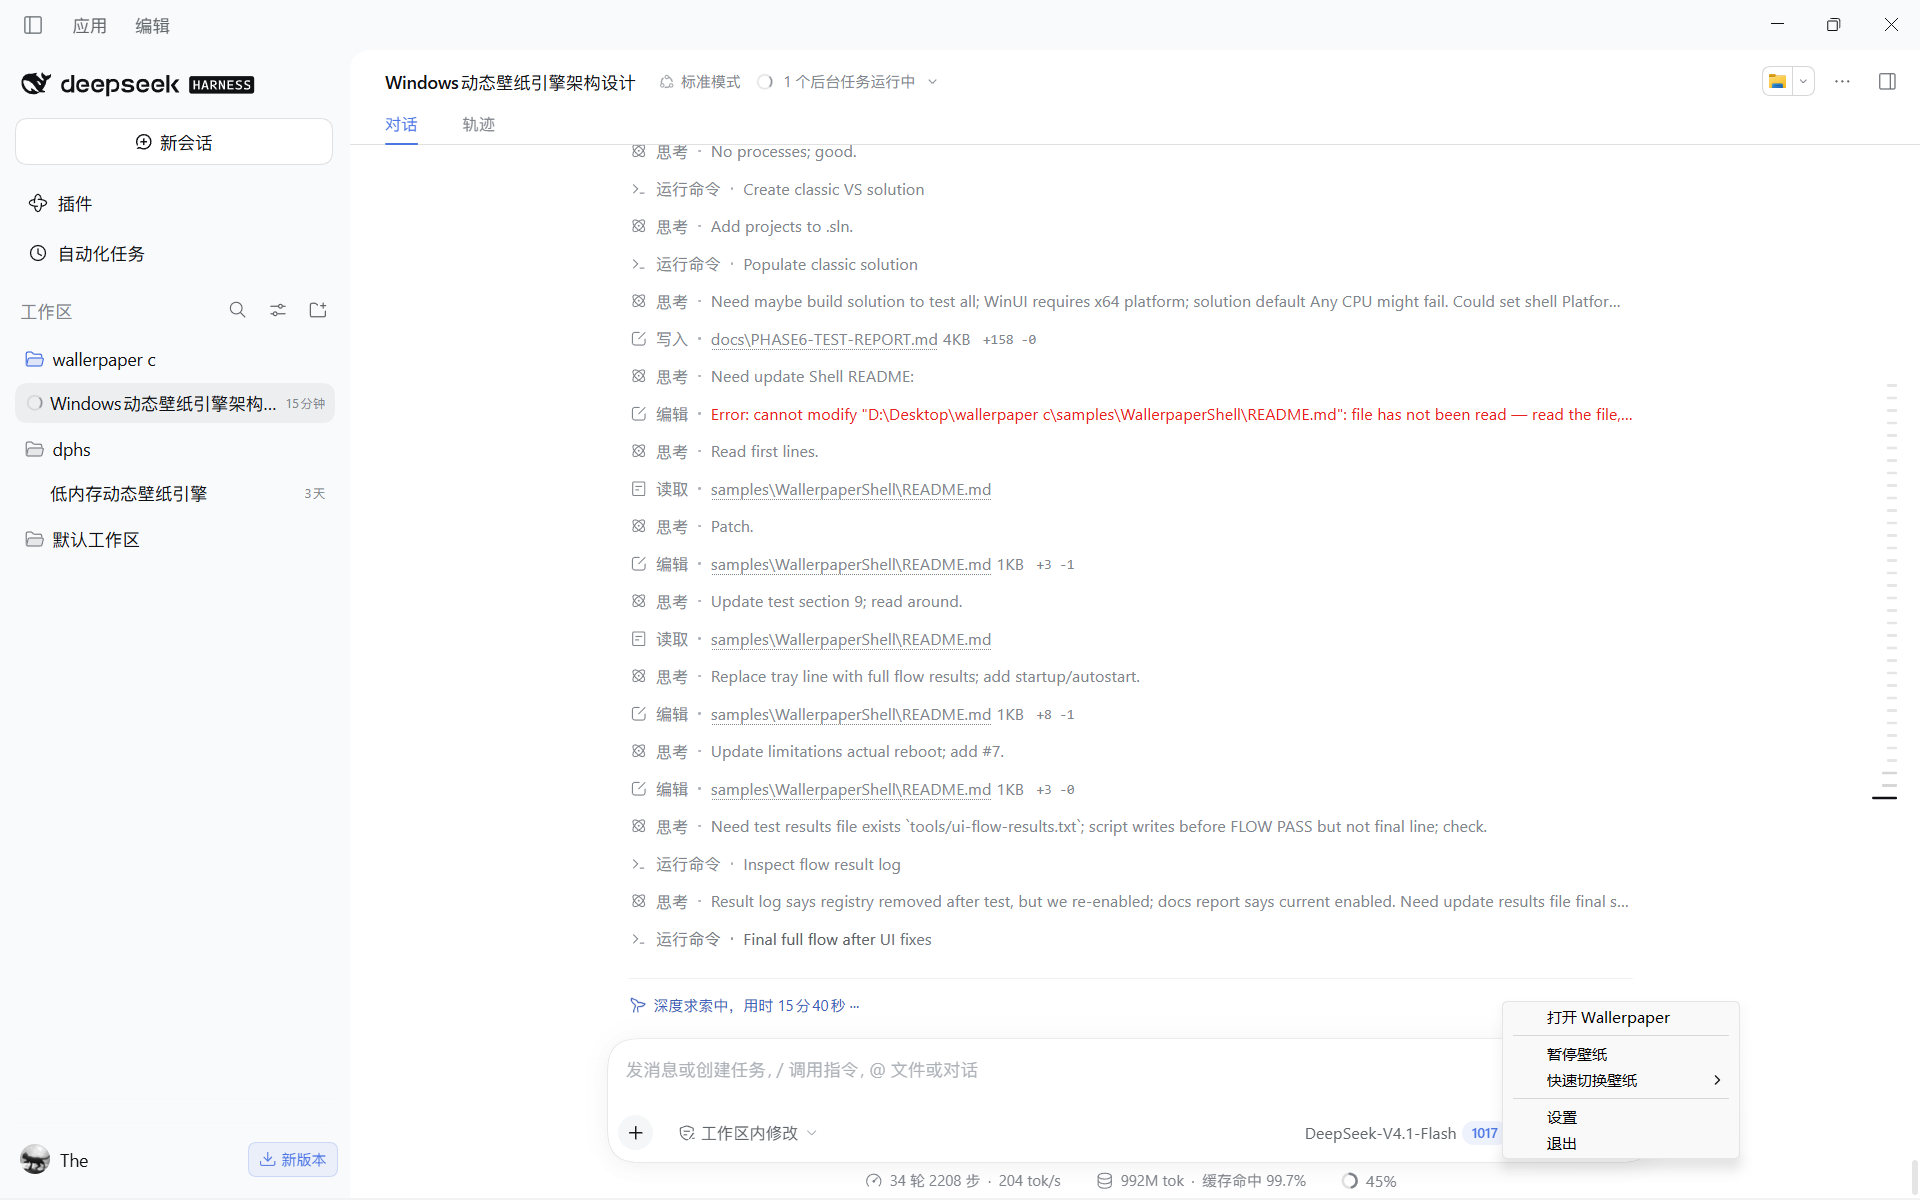 应用 编辑
deepseek HARNESS
新会话
插件
自动化任务
工作区
wallerpaper c
Windows动态壁纸引擎架构... 15分钟
dphs
低内存动态壁纸引擎 3天
默认工作区
The 新版本
Windows动态壁纸引擎架构设计 标准模式 1 个后台任务运行中
对话 轨迹
思考 · No processes; good.
运行命令 · Create classic VS solution
思考 · Add projects to .sln.
运行命令 · Populate classic solution
思考 · Need maybe build solution to test all; WinUI requires x64 platform; solution default Any CPU might fail. Could set shell Platfor...
写入 · docs\PHASE6-TEST-REPORT.md 4KB +158 -0
思考 · Need update Shell README:
编辑 · Error: cannot modify "D:\Desktop\wallerpaper c\samples\WallerpaperShell\README.md": file has not been read — read the file,...
思考 · Read first lines.
读取 · samples\WallerpaperShell\README.md
思考 · Patch.
编辑 · samples\WallerpaperShell\README.md 1KB +3 -1
思考 · Update test section 9; read around.
读取 · samples\WallerpaperShell\README.md
思考 · Replace tray line with full flow results; add startup/autostart.
编辑 · samples\WallerpaperShell\README.md 1KB +8 -1
思考 · Update limitations actual reboot; add #7.
编辑 · samples\WallerpaperShell\README.md 1KB +3 -0
思考 · Need test results file exists `tools/ui-flow-results.txt`; script writes before FLOW PASS but not final line; check.
运行命令 · Inspect flow result log
思考 · Result log says registry removed after test, but we re-enabled; docs report says current enabled. Need update results file final s...
运行命令 · Final full flow after UI fixes
深度求索中，用时 15分40秒 ...
发消息或创建任务, / 调用指令, @ 文件或对话
工作区内修改
DeepSeek-V4.1-Flash 1017
34 轮 2208 步 · 204 tok/s 992M tok · 缓存命中 99.7% 45%
打开 Wallerpaper
暂停壁纸
快速切换壁纸
设置
退出